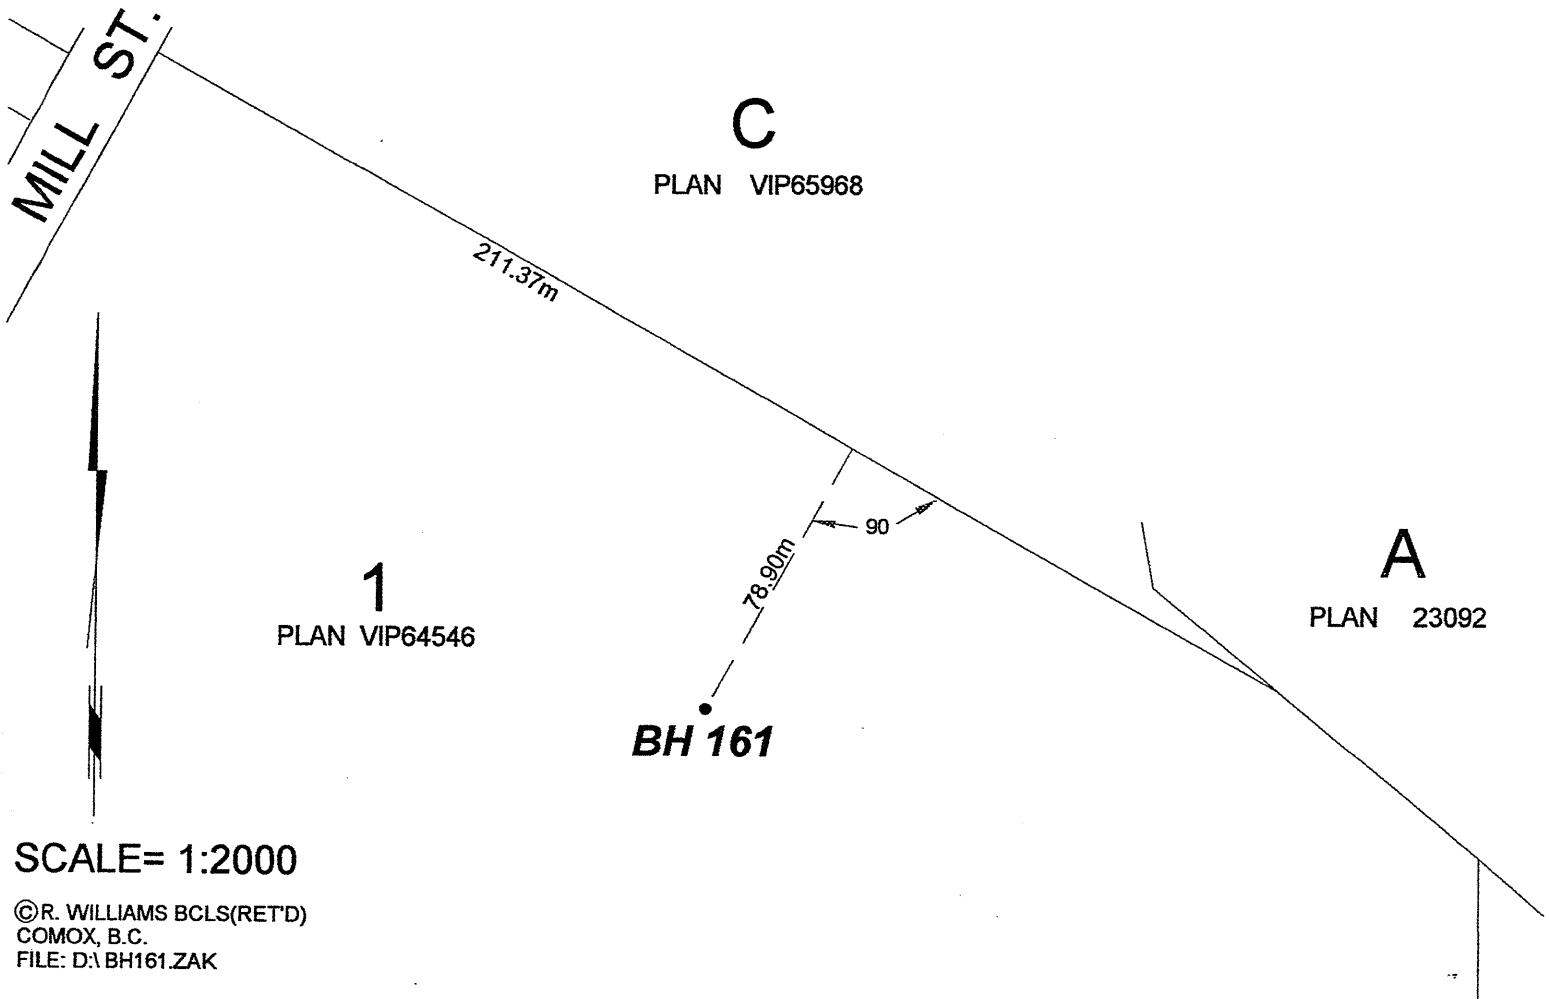 MILL ST.
C
PLAN VIP65968
211.37m
90
78.90m
1
PLAN VIP64546
A
PLAN 23092
BH 161
SCALE= 1:2000
©R. WILLIAMS BCLS(RET'D)
COMOX, B.C.
FILE: D:\ BH161.ZAK